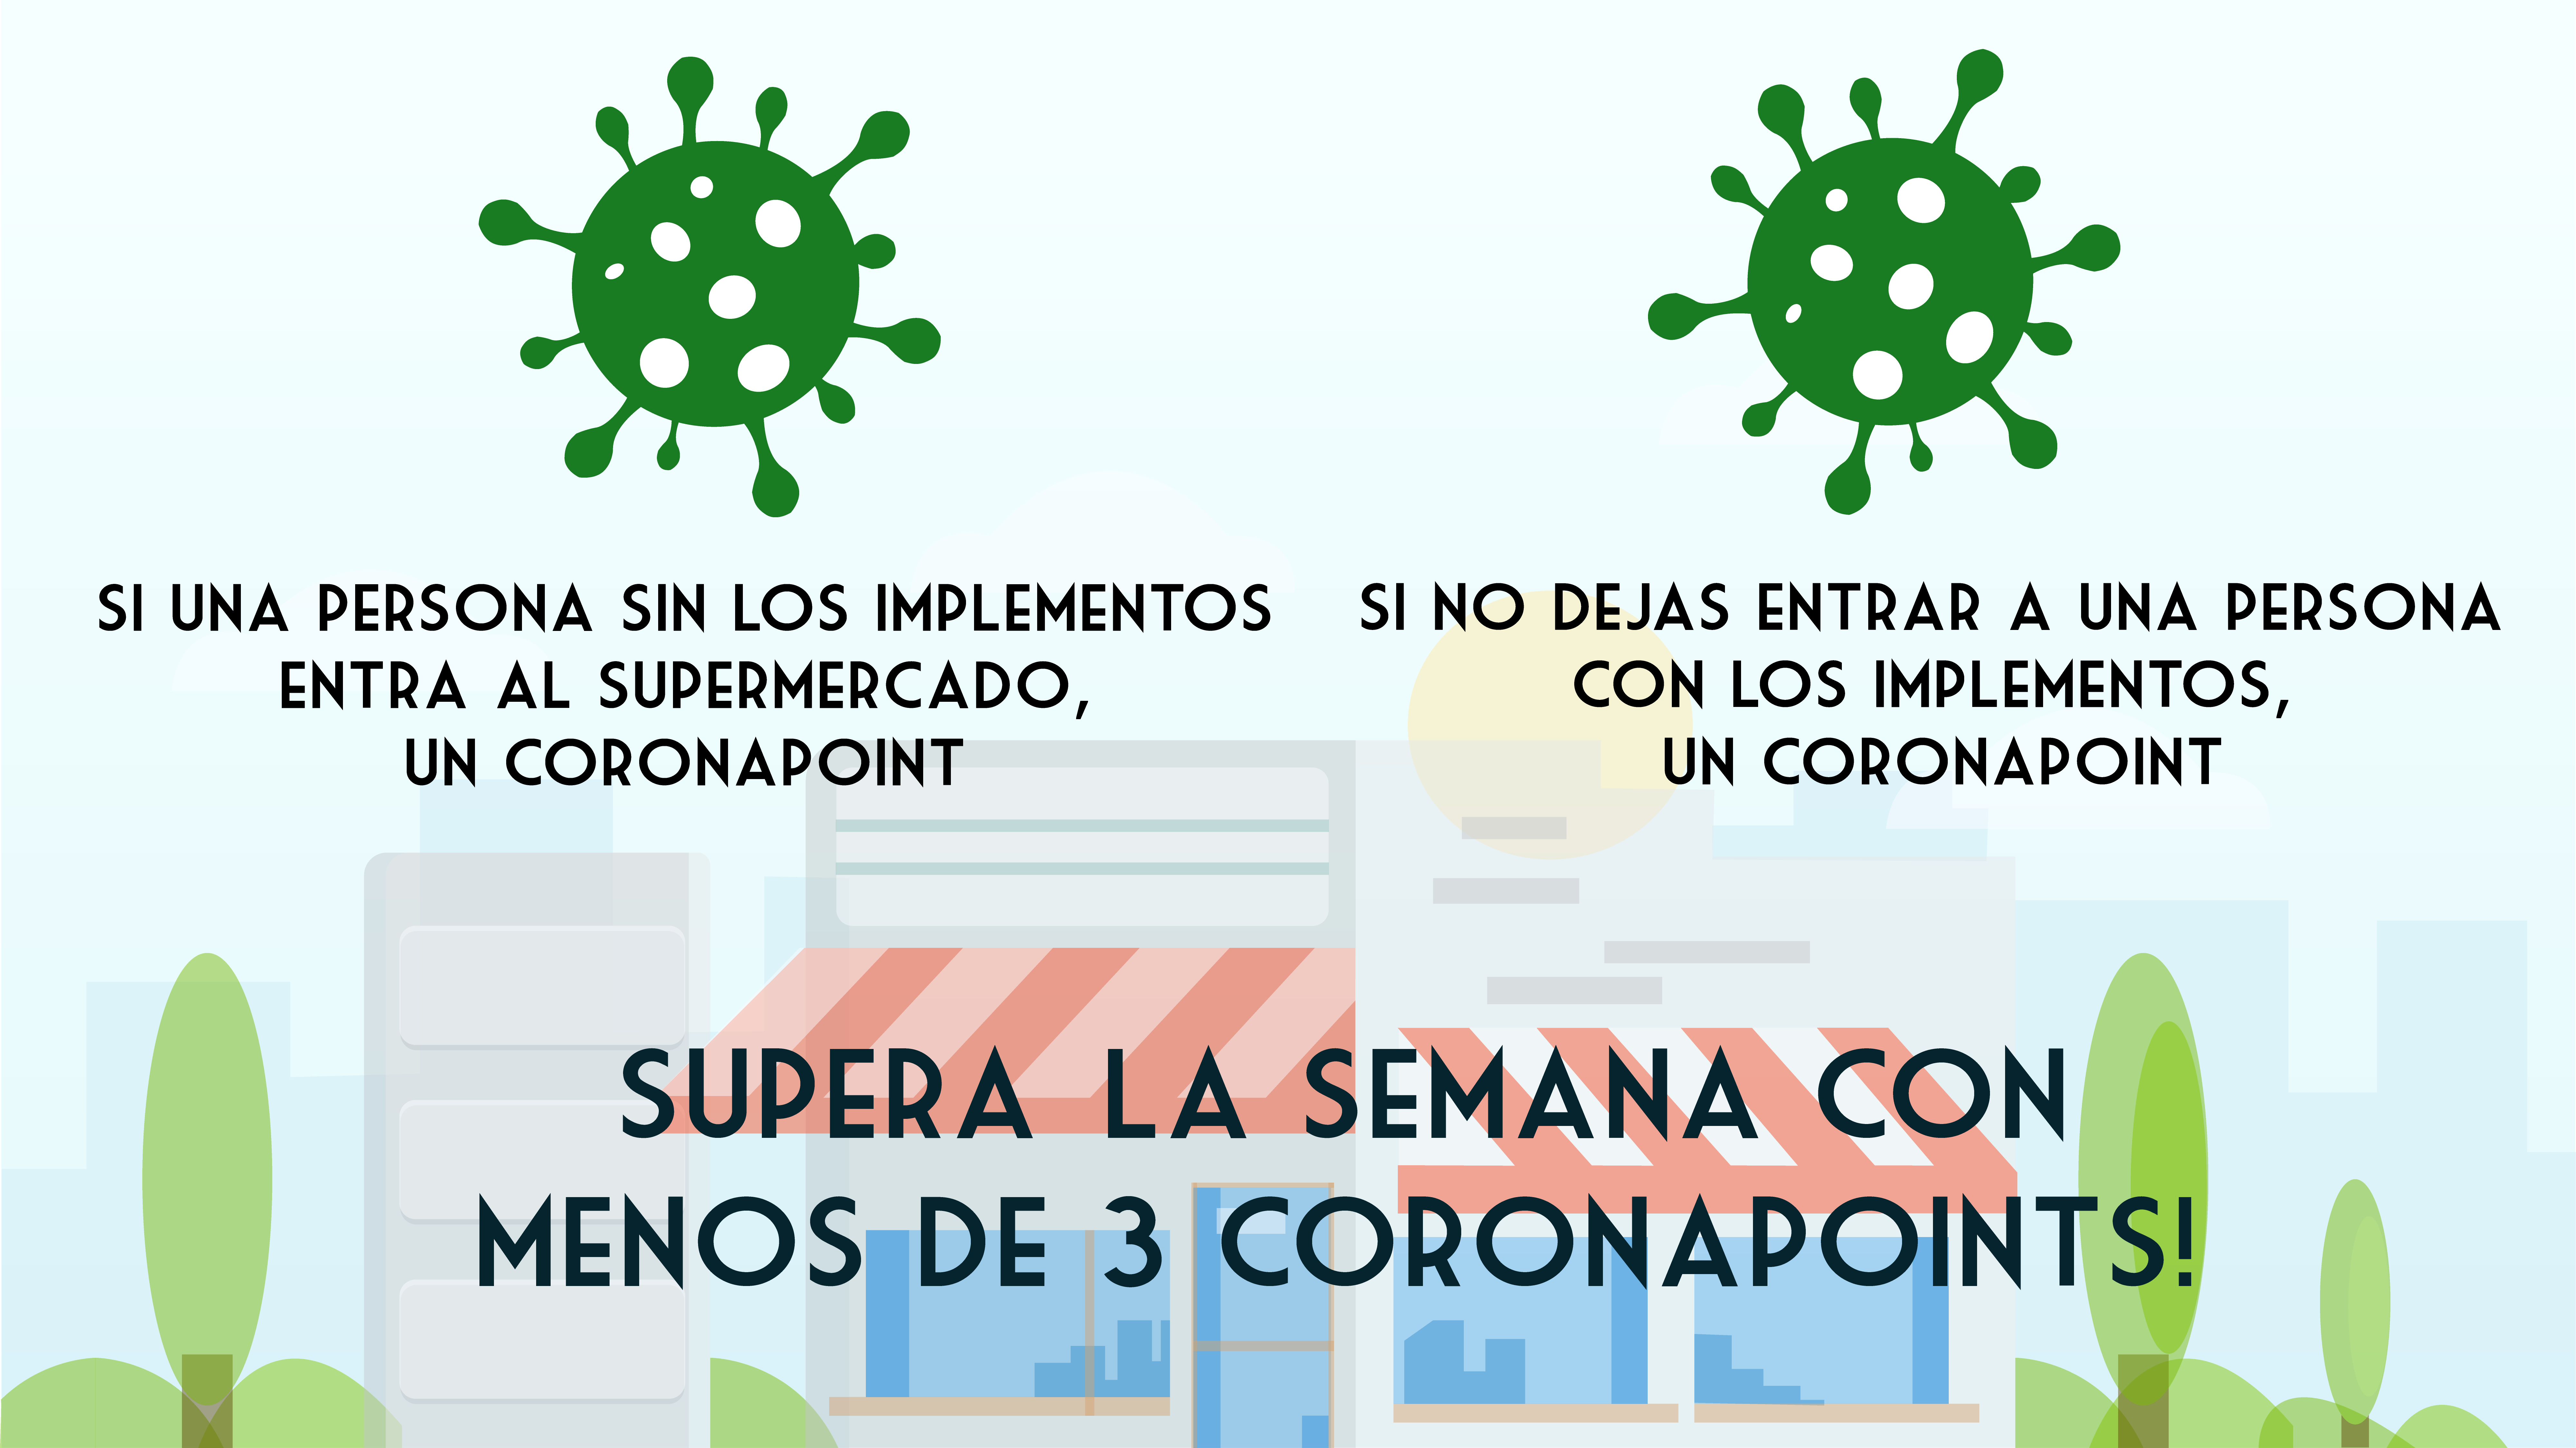 SI UNA PERSONA SIN LOS IMPLEMENTOS
ENTRA AL SUPERMERCADO,
UN CORONAPOINT
SI NO DEJAS ENTRAR A UNA PERSONA
CON LOS IMPLEMENTOS,
UN CORONAPOINT
SUPERA LA SEMANA CON
MENOS DE 3 CORONAPOINTS!